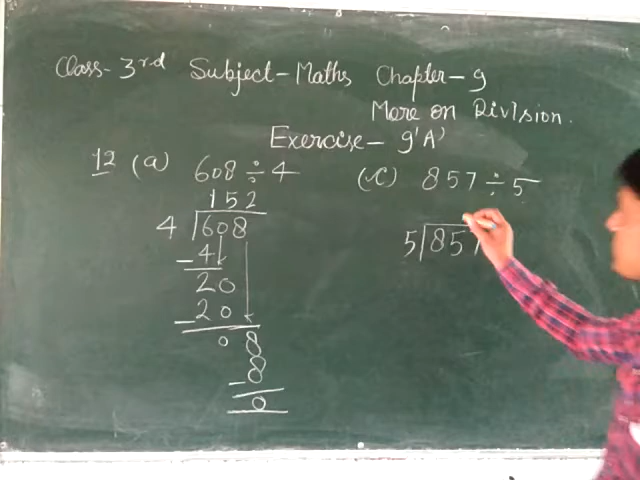 Class- 3rd Subject-Maths Chapter-9
More on Division.
Exercise- 9'A'
12 (a) 608 ÷ 4
152
4 608
- 4
20
- 20
08
- 8
0
(c) 857 ÷ 5
5 857